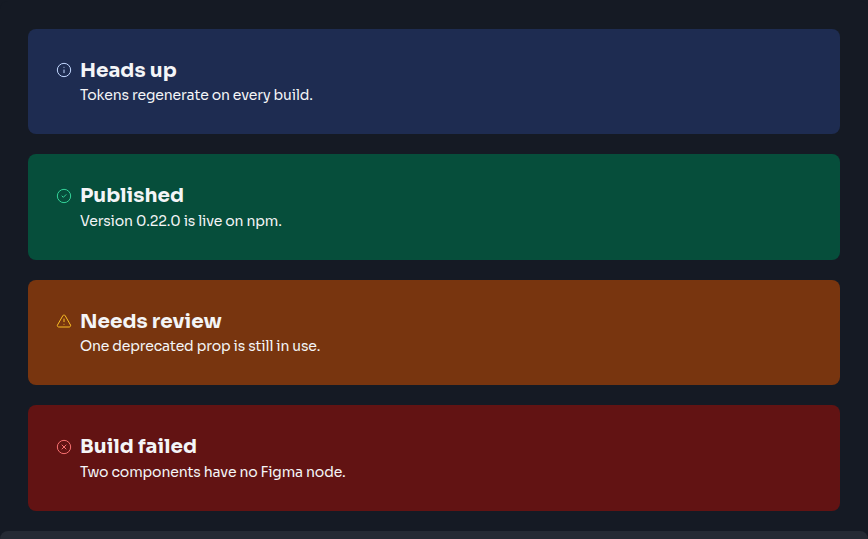 Heads up
Tokens regenerate on every build.
Published
Version 0.22.0 is live on npm.
Needs review
One deprecated prop is still in use.
Build failed
Two components have no Figma node.